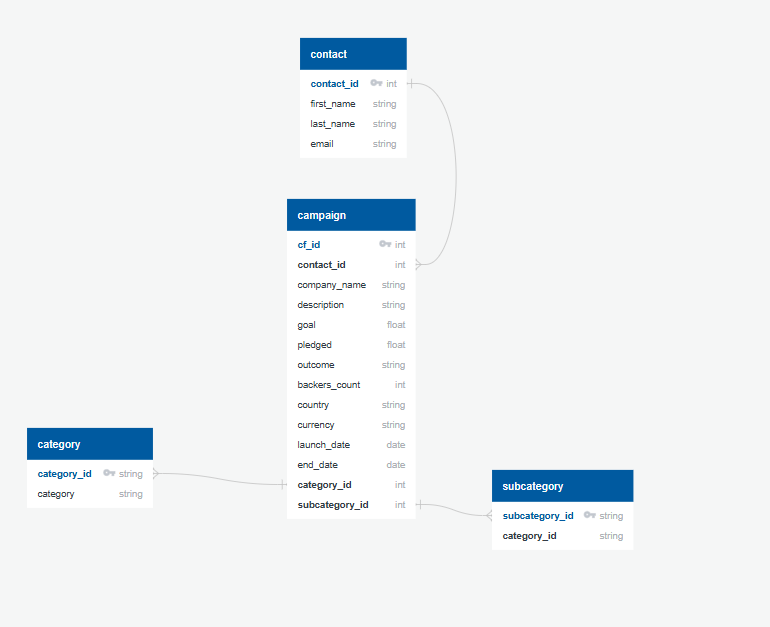 contact
contact_id int
first_name string
last_name string
email string
campaign
cf_id int
contact_id int
company_name string
description string
goal float
pledged float
outcome string
backers_count int
country string
currency string
launch_date date
end_date date
category_id int
subcategory_id int
category
category_id string
category string
subcategory
subcategory_id string
category_id string